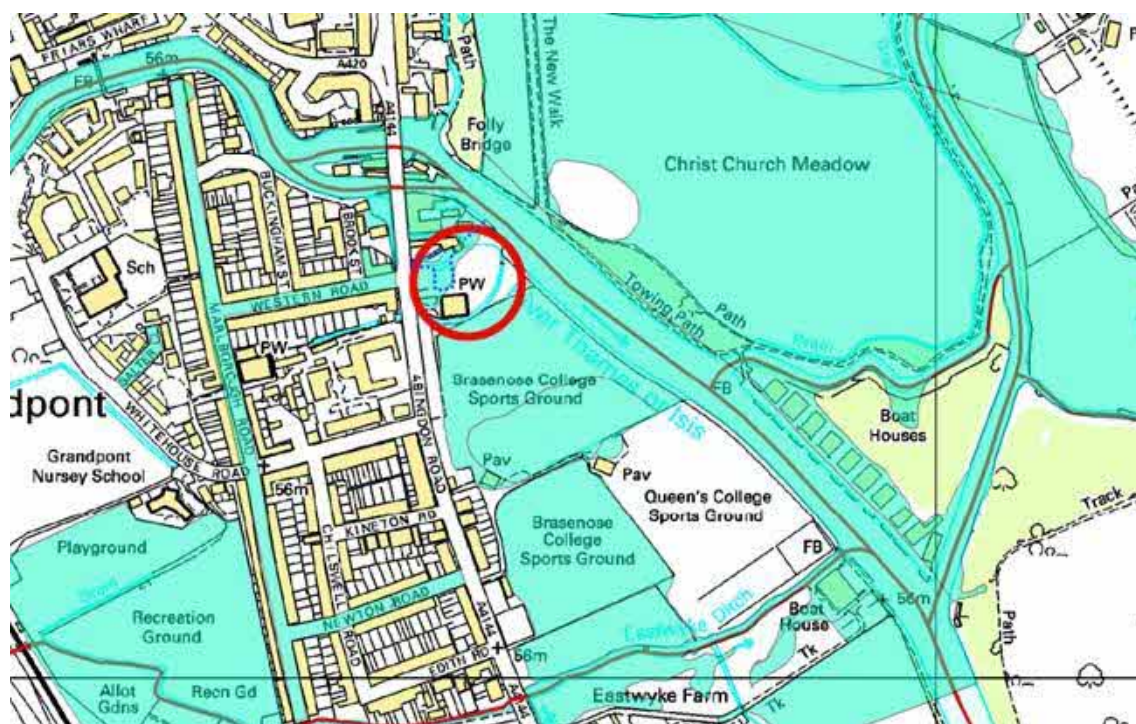 FRIARS WHARF
56m
FB
A420
Path
The New Walk
A4144
Folly
Bridge
Christ Church Meadow
BUCKINGHAM ST
BROOK ST
Sch
WESTERN ROAD
PW
MARLBOROUGH ROAD
PW
SALTER
Towing Path
Path
Drain
River Thames or Isis
FB
dpont
WHITEHOUSE ROAD
ABINGDON ROAD
Brasenose College
Sports Ground
Boat
Houses
Grandpont
Nursey School
56m
Pav
Pav
Queen's College
Sports Ground
Track
KINETON RD
Playground
CHILSWELL ROAD
Brasenose
College
Sports Ground
FB
Recreation
Ground
NEWTON ROAD
A4144
Eastwyke Ditch
Boat
House
56m
Path
EDITH RD
56m
Tk
Allot
Gdns
Recn Gd
A4144
Eastwyke Farm
Tk